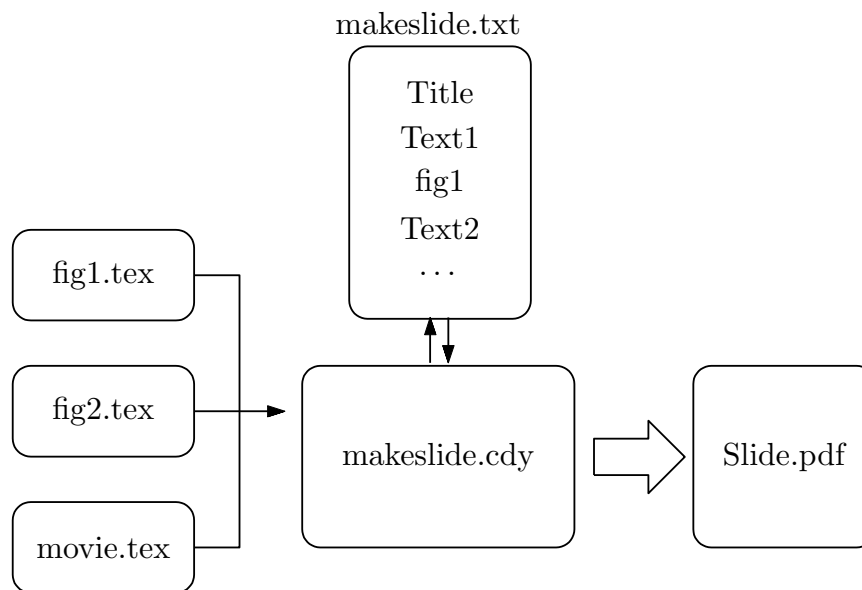 makeslide.txt
Title
Text1
fig1
Text2
...
fig1.tex
fig2.tex
movie.tex
makeslide.cdy
Slide.pdf